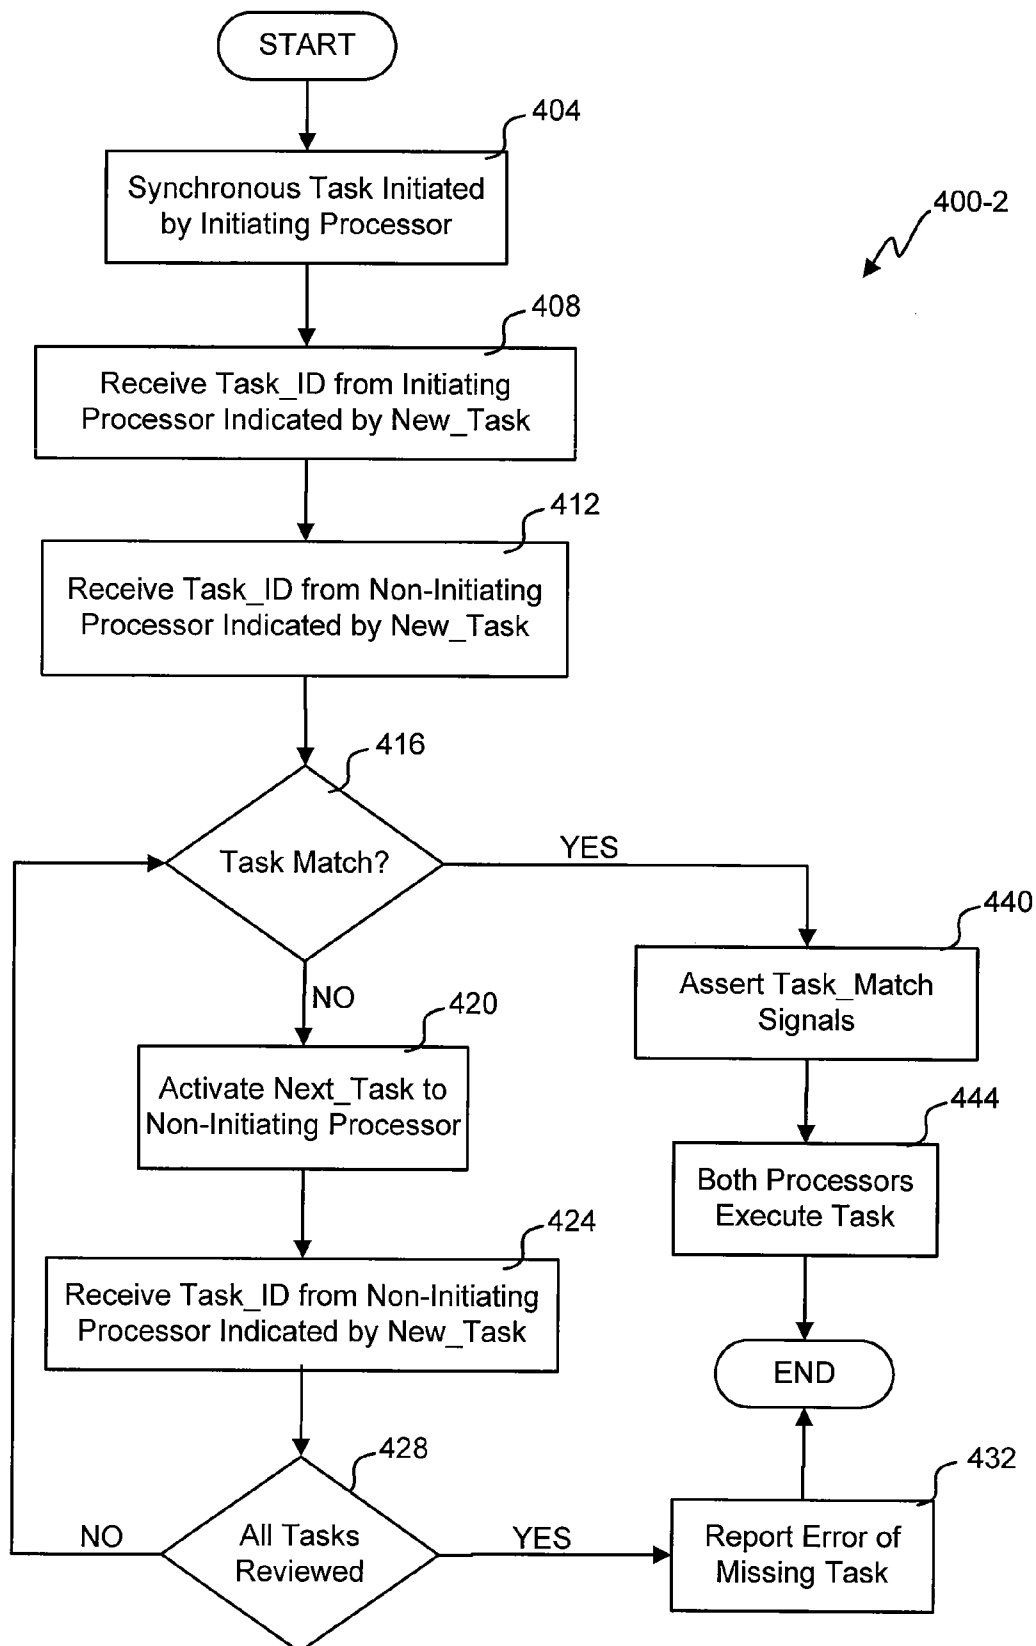 START
404
Synchronous Task Initiated
by Initiating Processor
400-2
408
Receive Task_ID from Initiating
Processor Indicated by New_Task
412
Receive Task_ID from Non-Initiating
Processor Indicated by New_Task
416
Task Match?
YES
440
Assert Task_Match
Signals
NO
420
Activate Next_Task to
Non-Initiating Processor
444
Both Processors
Execute Task
424
Receive Task_ID from Non-Initiating
Processor Indicated by New_Task
END
428
All Tasks
Reviewed
NO
YES
432
Report Error of
Missing Task